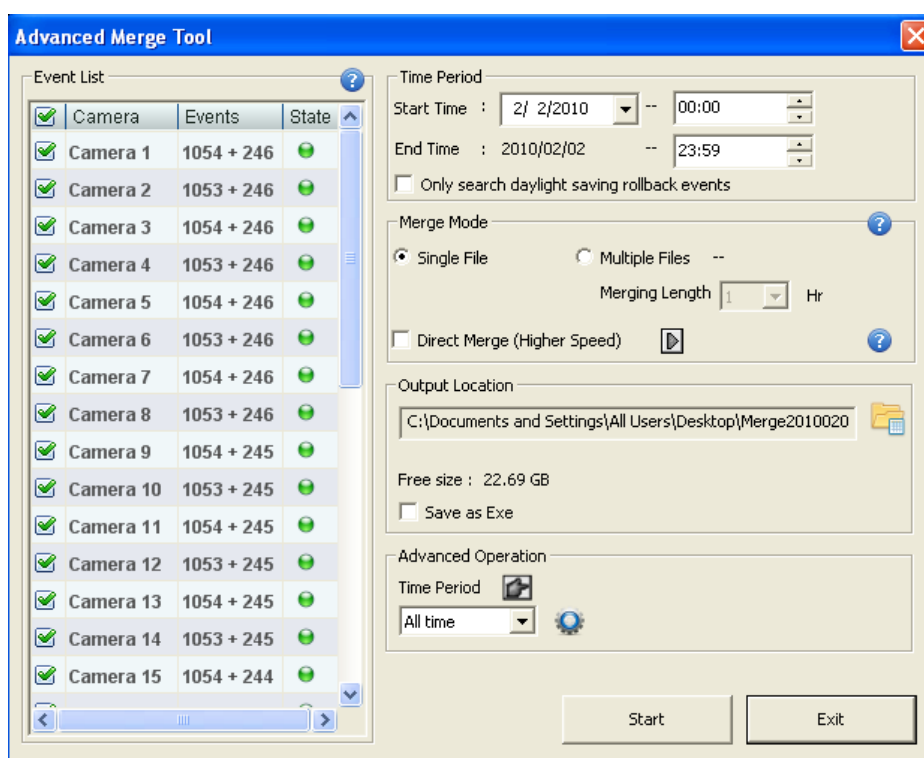 Advanced Merge Tool
Event List
Camera Events State
Camera 1 1054 + 246
Camera 2 1053 + 246
Camera 3 1054 + 246
Camera 4 1053 + 246
Camera 5 1054 + 246
Camera 6 1053 + 246
Camera 7 1054 + 246
Camera 8 1053 + 246
Camera 9 1054 + 245
Camera 10 1053 + 245
Camera 11 1054 + 245
Camera 12 1053 + 245
Camera 13 1054 + 245
Camera 14 1053 + 245
Camera 15 1054 + 244
Time Period
Start Time : 2/ 2/2010 -- 00:00
End Time : 2010/02/02 -- 23:59
Only search daylight saving rollback events
Merge Mode
Single File Multiple Files --
Merging Length 1 Hr
Direct Merge (Higher Speed)
Output Location
C:\Documents and Settings\All Users\Desktop\Merge2010020
Free size : 22.69 GB
Save as Exe
Advanced Operation
Time Period
All time
Start Exit